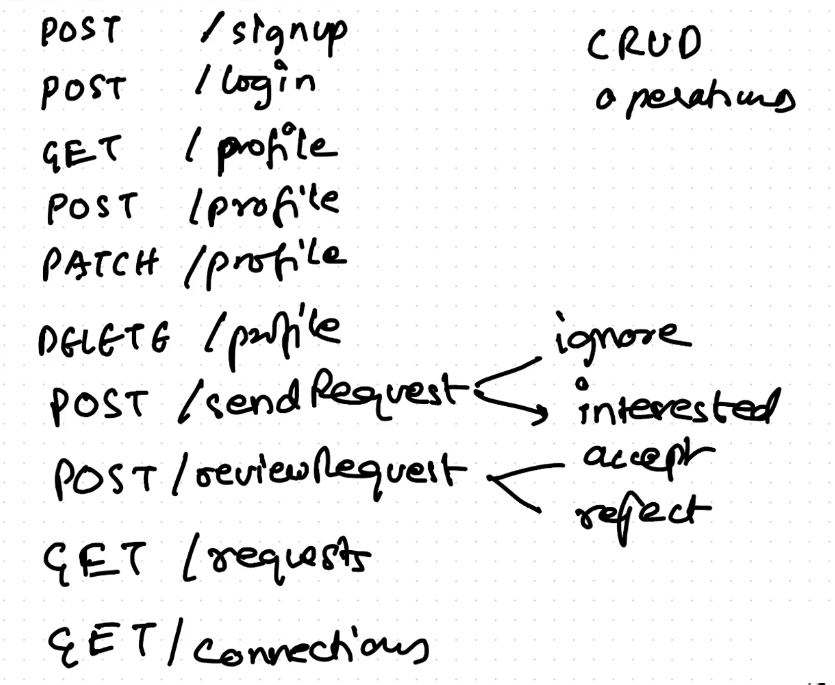 POST /signup
CRUD
operations
POST /login
GET /profile
POST /profile
PATCH /profile
DELETE /profile
POST /sendRequest
ignore
interested
POST /reviewRequest
accept
reject
GET /requests
GET /connections